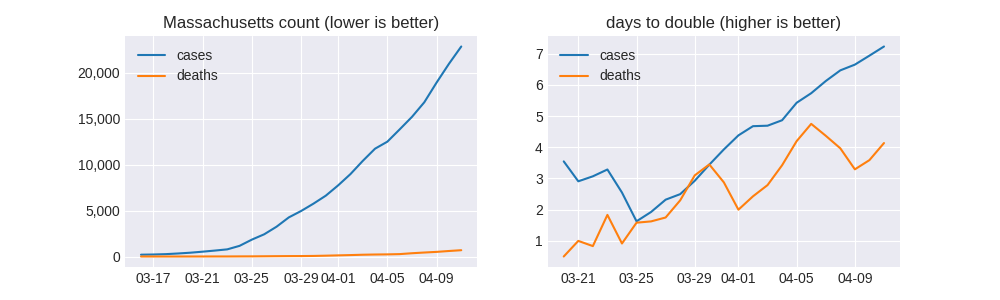 Massachusetts count (lower is better)
cases
deaths
20,000
15,000
10,000
5,000
0
03-17 03-21 03-25 03-29 04-01 04-05 04-09
days to double (higher is better)
cases
deaths
7
6
5
4
3
2
1
03-21 03-25 03-29 04-01 04-05 04-09